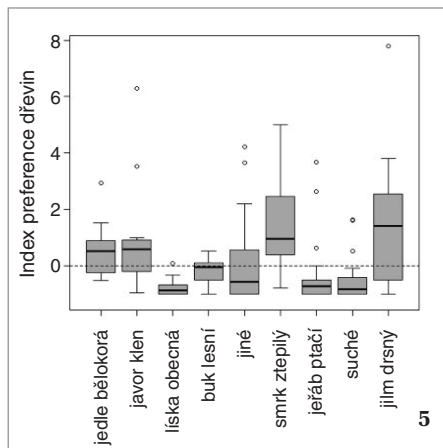 Index preference dřevin
8
6
4
2
0
jedle bělokorá
javor klen
líska obecná
buk lesní
jiné
smrk ztepilý
jeřáb ptačí
suché
jilm drsný
5